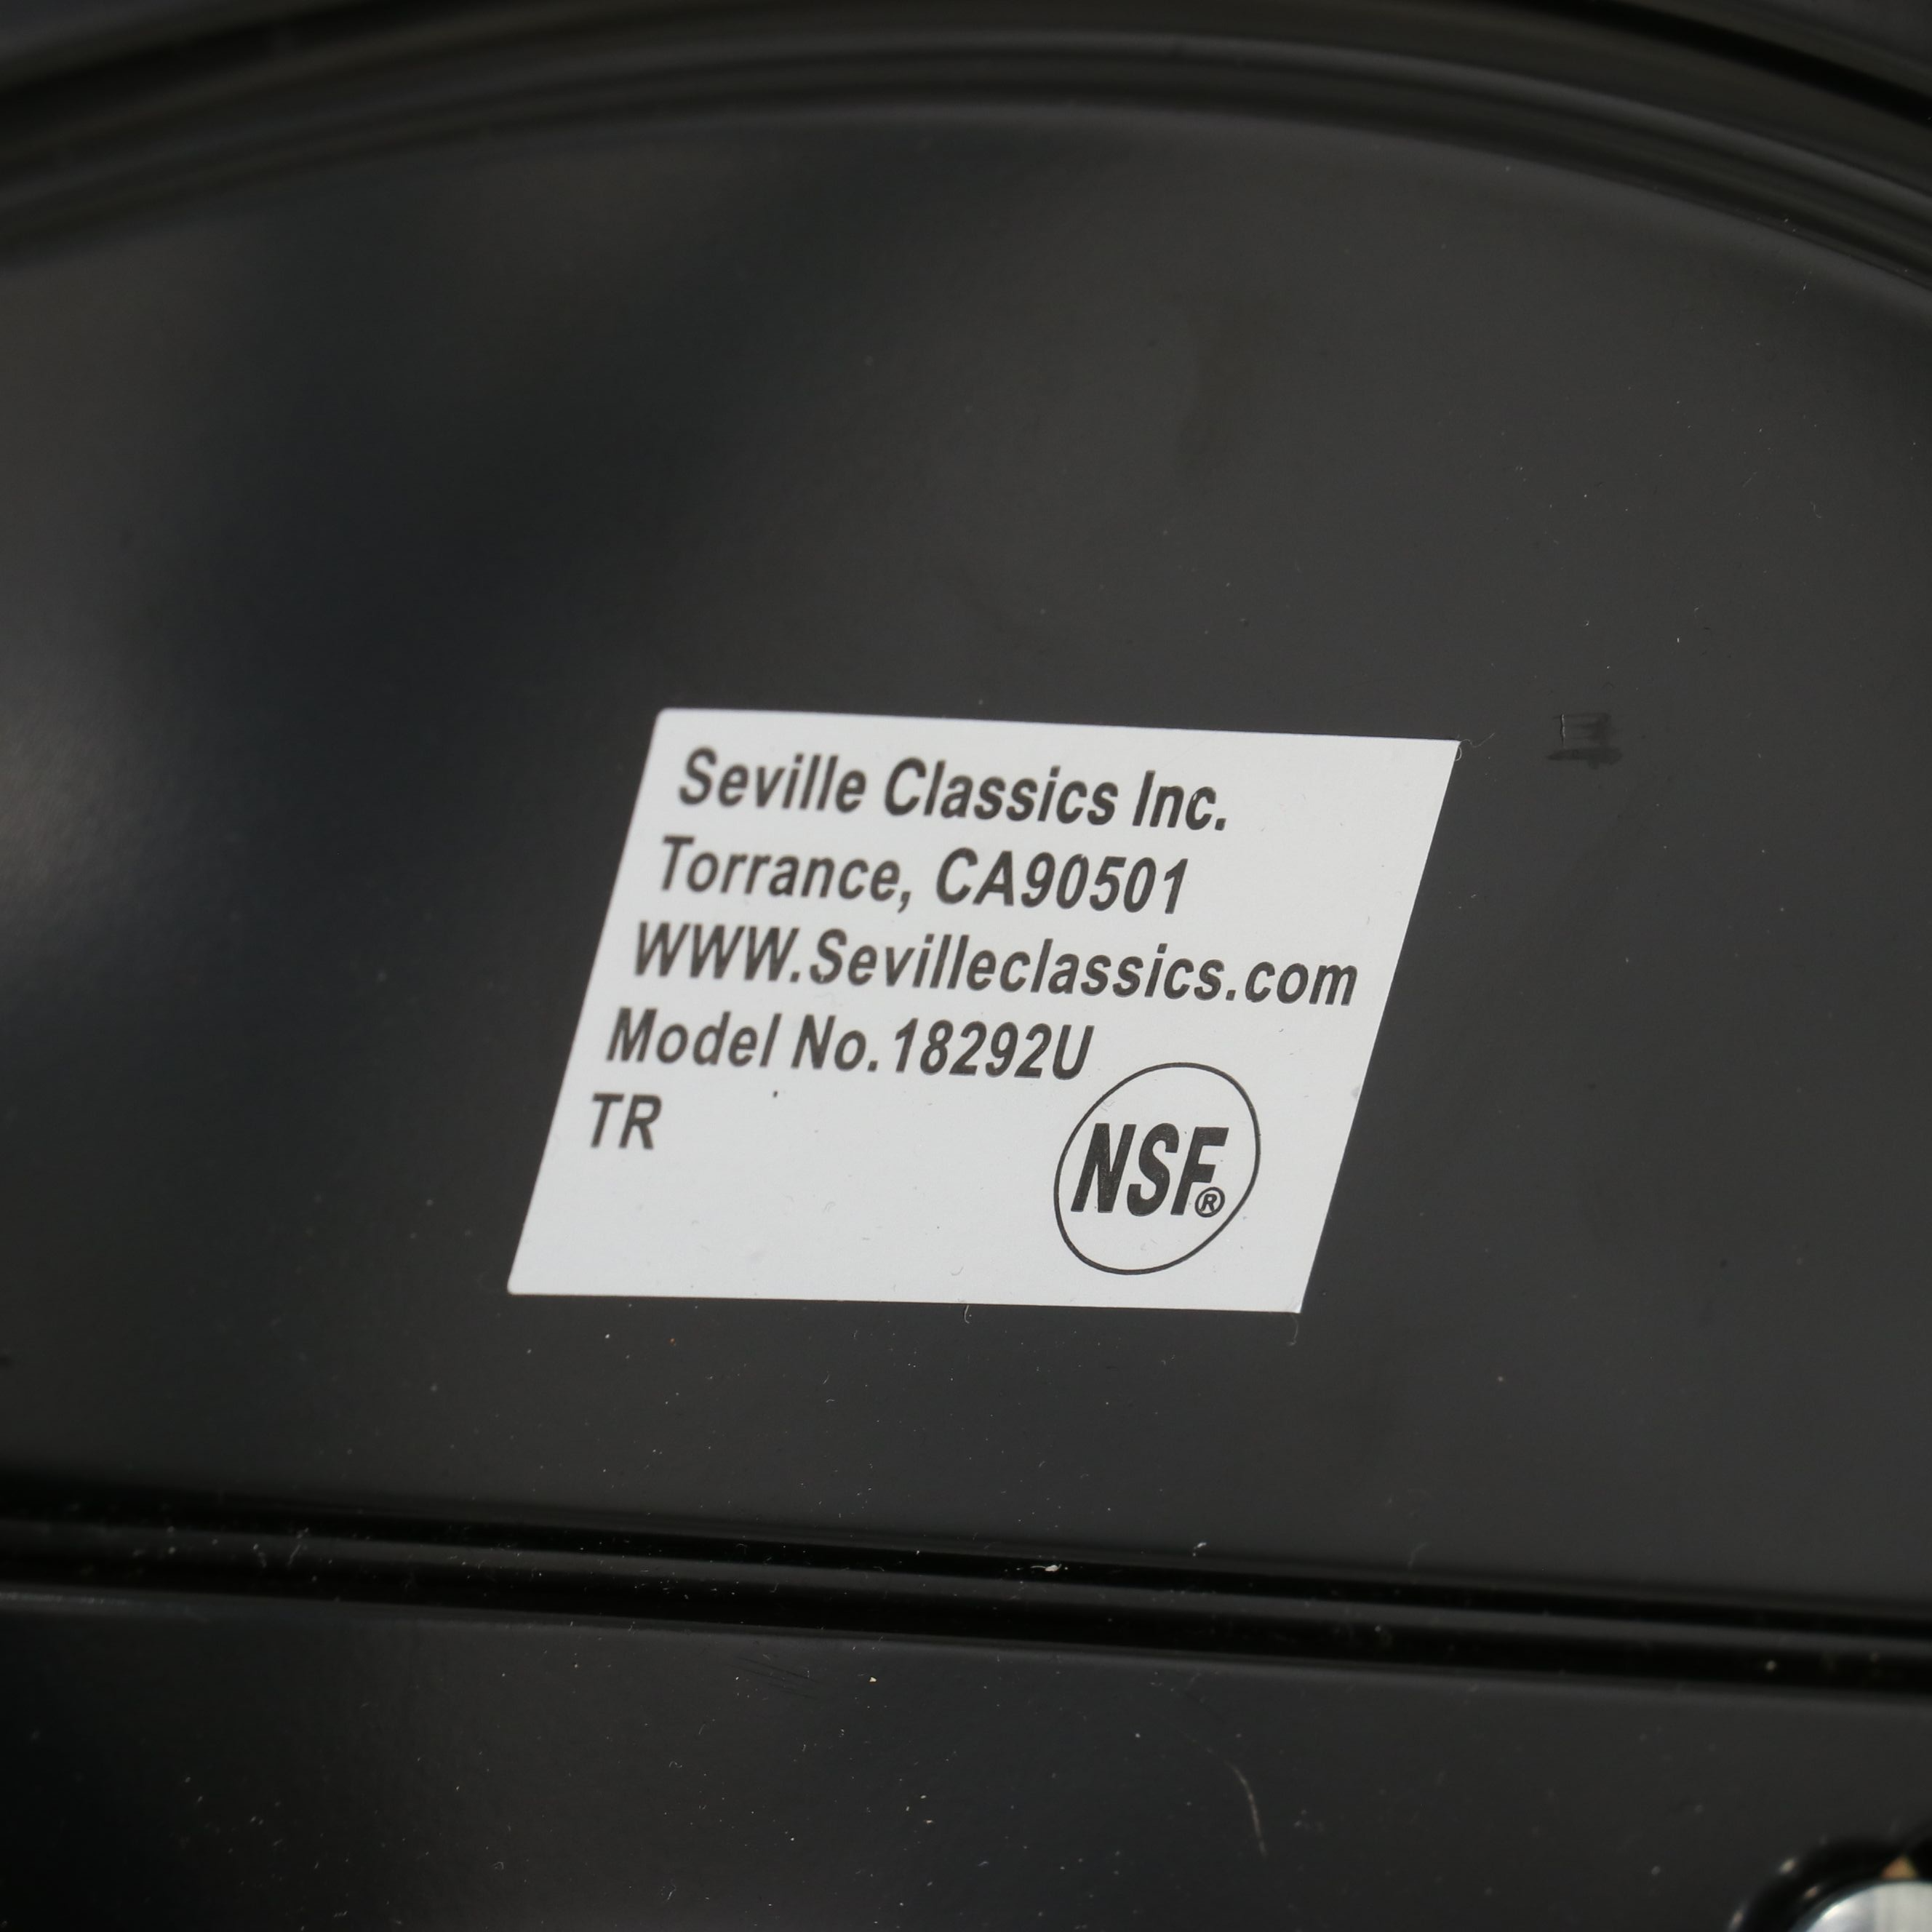 Seville Classics Inc.
Torrance, CA90501
WWW.Sevilleclassics.com
Model No.18292U
TR
NSF®